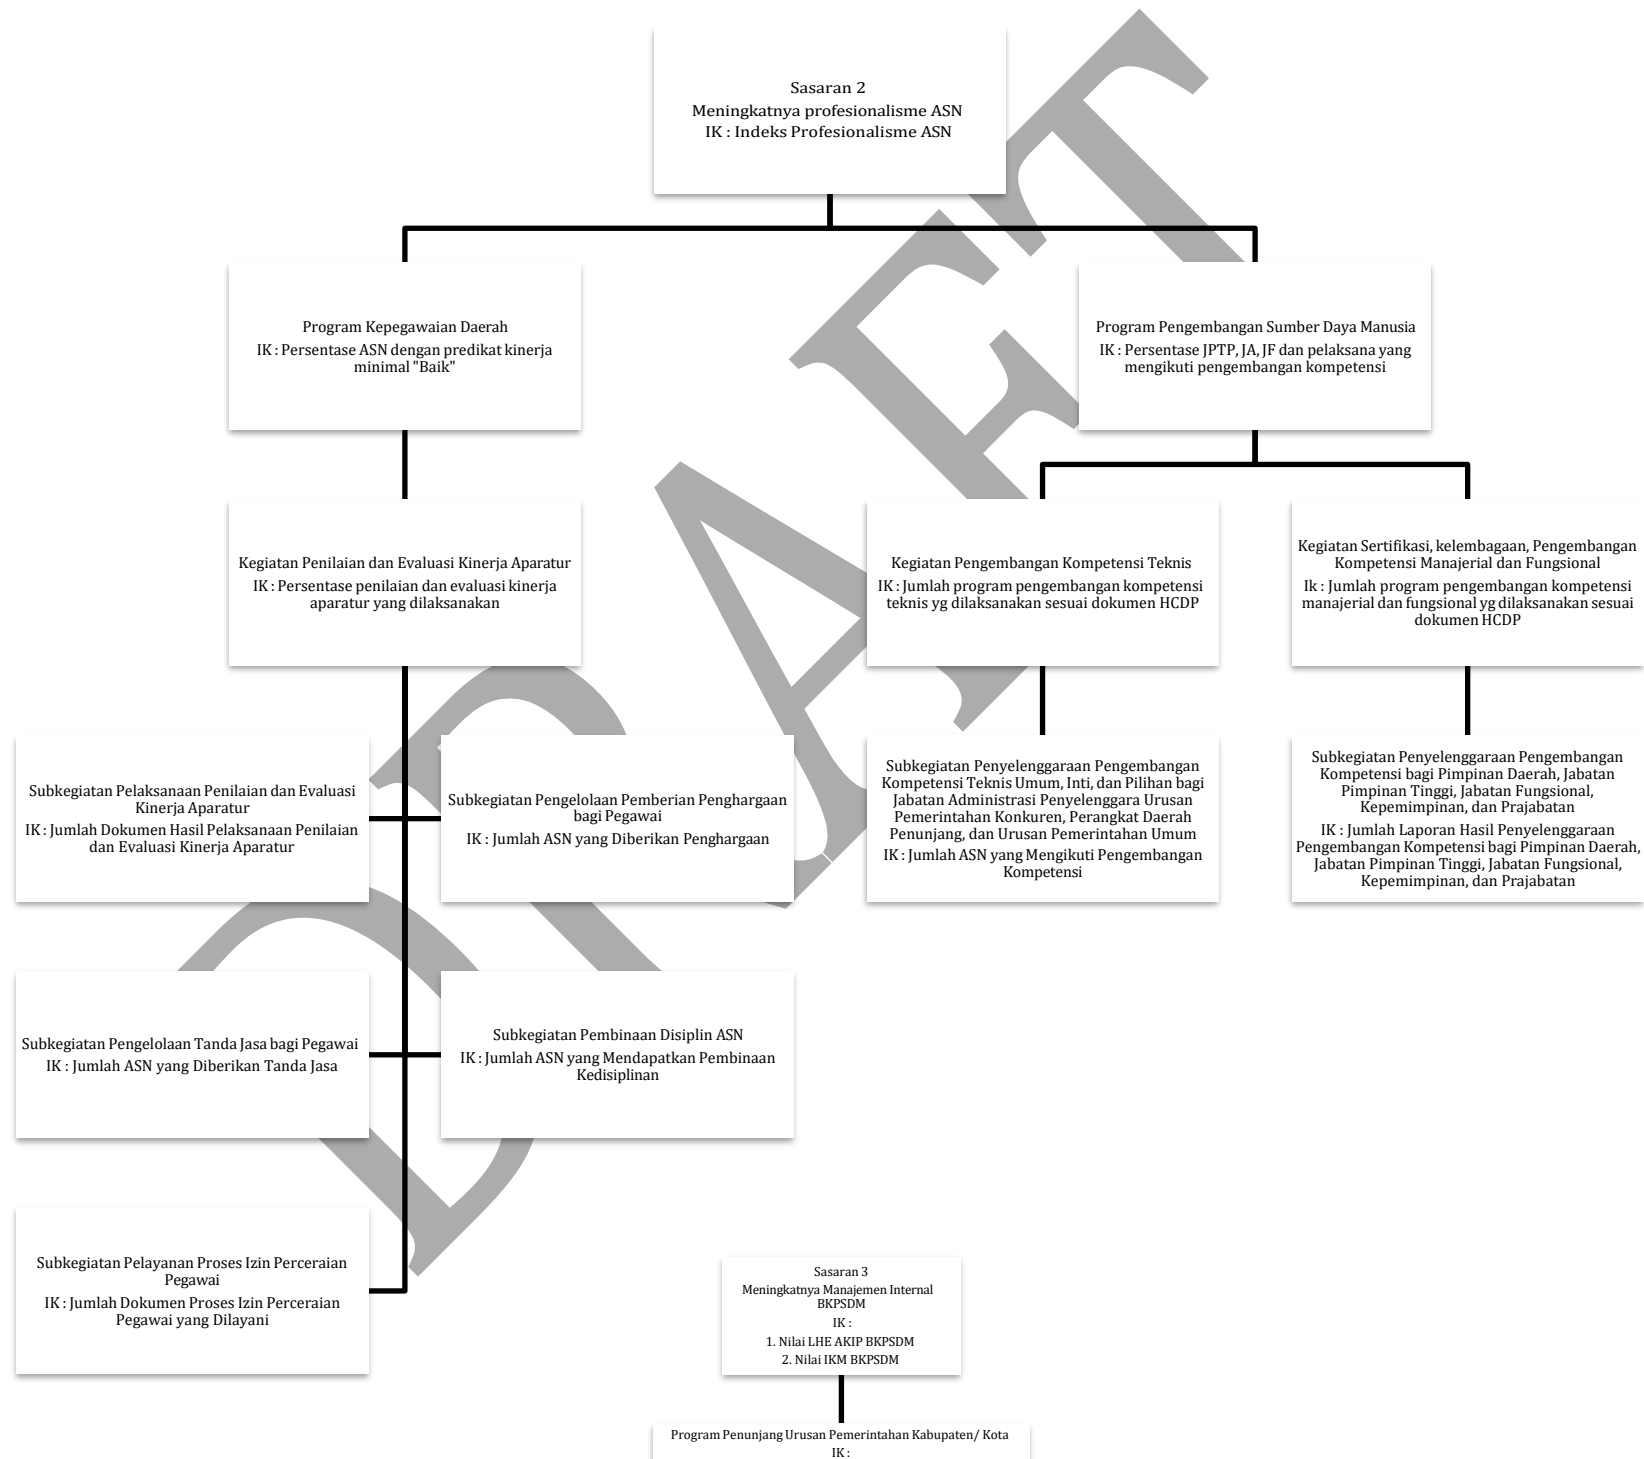 Sasaran 2
Meningkatnya profesionalisme ASN
IK : Indeks Profesionalisme ASN
Program Kepegawaian Daerah
IK : Persentase ASN dengan predikat kinerja
minimal "Baik"
Program Pengembangan Sumber Daya Manusia
IK : Persentase JPTP, JA, JF dan pelaksana yang
mengikuti pengembangan kompetensi
Kegiatan Penilaian dan Evaluasi Kinerja Aparatur
IK : Persentase penilaian dan evaluasi kinerja
aparatur yang dilaksanakan
Kegiatan Pengembangan Kompetensi Teknis
IK : Jumlah program pengembangan kompetensi
teknis yg dilaksanakan sesuai dokumen HCDP
Kegiatan Sertifikasi, kelembagaan, Pengembangan
Kompetensi Manajerial dan Fungsional
Ik : Jumlah program pengembangan kompetensi
manajerial dan fungsional yg dilaksanakan sesuai
dokumen HCDP
Subkegiatan Pelaksanaan Penilaian dan Evaluasi
Kinerja Aparatur
IK : Jumlah Dokumen Hasil Pelaksanaan Penilaian
dan Evaluasi Kinerja Aparatur
Subkegiatan Pengelolaan Pemberian Penghargaan
bagi Pegawai
IK : Jumlah ASN yang Diberikan Penghargaan
Subkegiatan Penyelenggaraan Pengembangan
Kompetensi Teknis Umum, Inti, dan Pilihan bagi
Jabatan Administrasi Penyelenggara Urusan
Pemerintahan Konkuren, Perangkat Daerah
Penunjang, dan Urusan Pemerintahan Umum
IK : Jumlah ASN yang Mengikuti Pengembangan
Kompetensi
Subkegiatan Penyelenggaraan Pengembangan
Kompetensi bagi Pimpinan Daerah, Jabatan
Pimpinan Tinggi, Jabatan Fungsional,
Kepemimpinan, dan Prajabatan
IK : Jumlah Laporan Hasil Penyelenggaraan
Pengembangan Kompetensi bagi Pimpinan Daerah,
Jabatan Pimpinan Tinggi, Jabatan Fungsional,
Kepemimpinan, dan Prajabatan
Subkegiatan Pengelolaan Tanda Jasa bagi Pegawai
IK : Jumlah ASN yang Diberikan Tanda Jasa
Subkegiatan Pembinaan Disiplin ASN
IK : Jumlah ASN yang Mendapatkan Pembinaan
Kedisiplinan
Subkegiatan Pelayanan Proses Izin Perceraian
Pegawai
IK : Jumlah Dokumen Proses Izin Perceraian
Pegawai yang Dilayani
Sasaran 3
Meningkatnya Manajemen Internal
BKPSDM
IK :
1. Nilai LHE AKIP BKPSDM
2. Nilai IKM BKPSDM
Program Penunjang Urusan Pemerintahan Kabupaten/ Kota
IK :
DRAFT